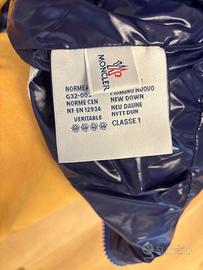 MONCLER
NORME
G32-00
NORME CEN
NF EN 12934
VERITABLE
PIUMINO NUOVO
NEW DOWN
NEU DAUNE
NYTT DUN
CLASSE 1
subito